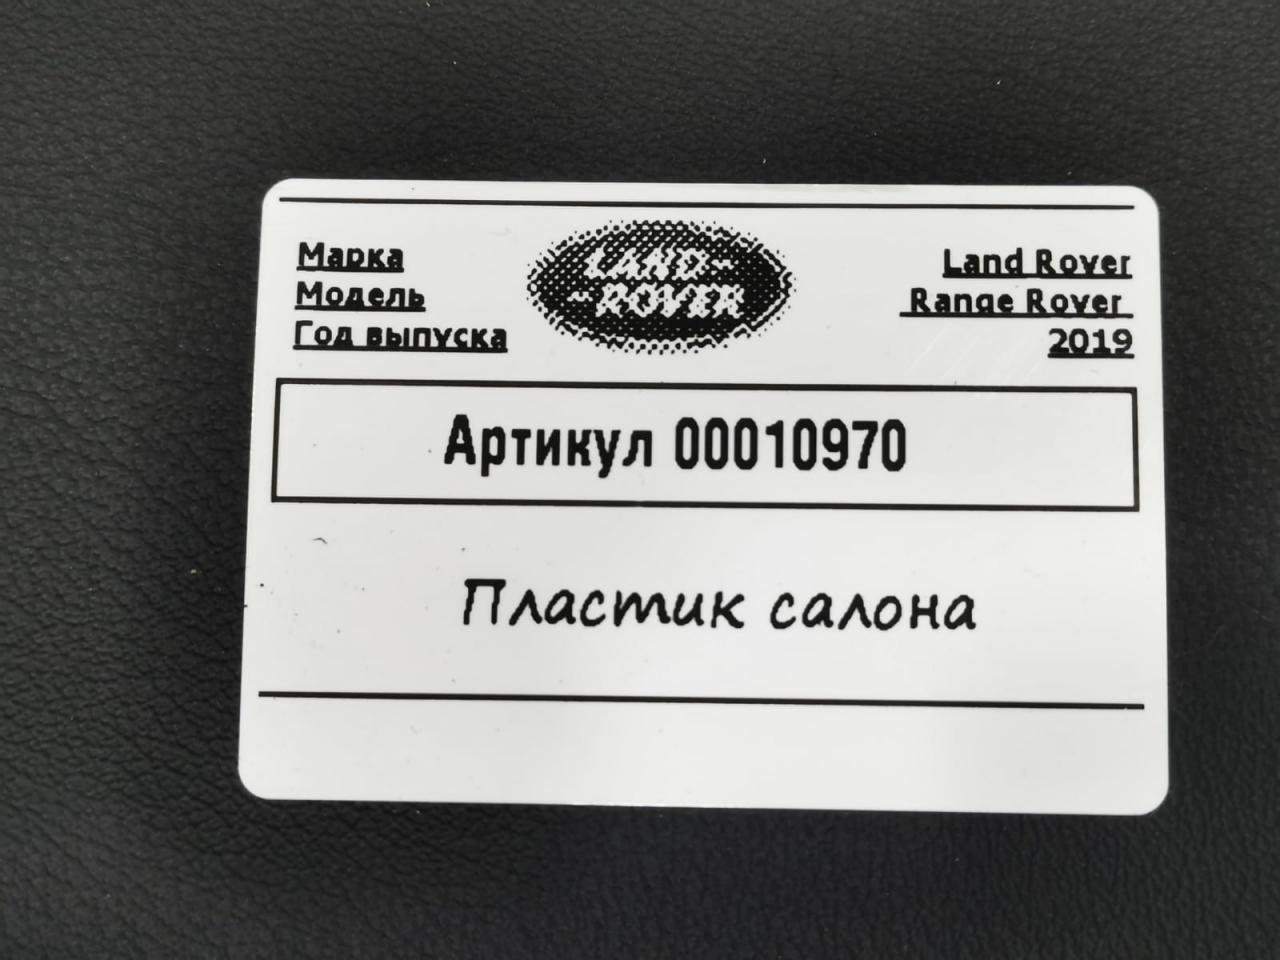 Марка
Модель
Год выпуска
LAND-
-ROVER
Land Rover
Range Rover
2019
Артикул 00010970
Пластик салона